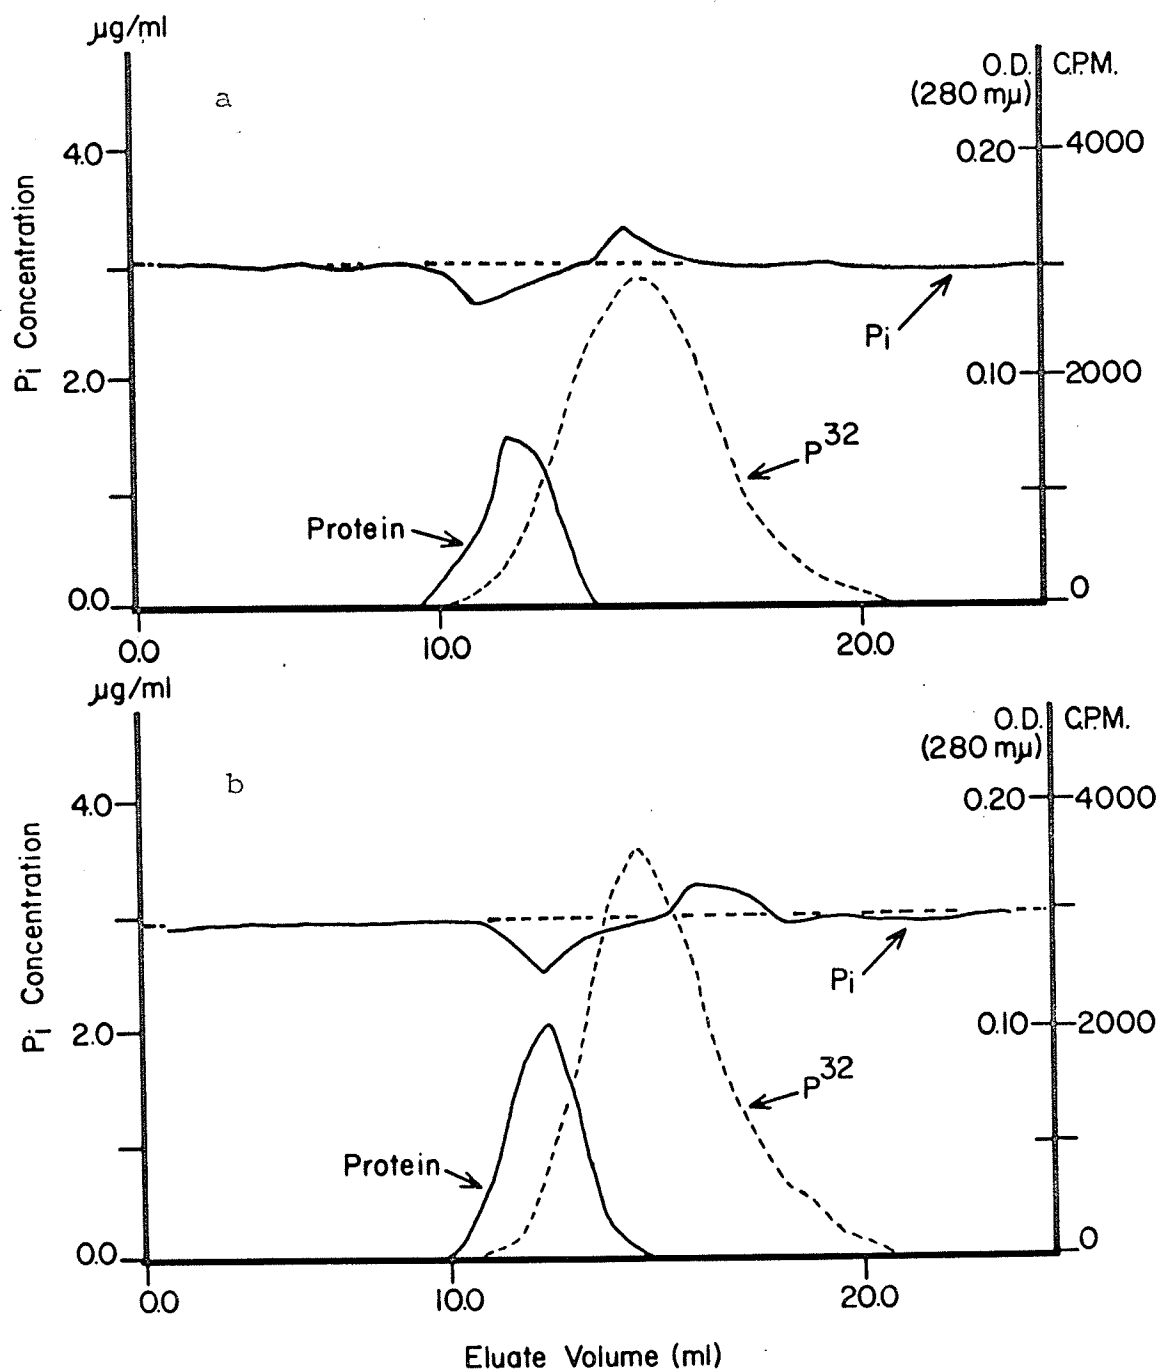 µg/ml
a
O.D. C.P.M.
(280 mµ)
4.0
0.20 4000
Pi Concentration
Pi
2.0
0.10 2000
P32
Protein
0.0
0
0.0 10.0 20.0
µg/ml
b
O.D. C.P.M.
(280 mµ)
4.0
0.20 4000
Pi Concentration
Pi
2.0
0.10 2000
P32
Protein
0.0
0
0.0 10.0 20.0
Eluate Volume (ml)